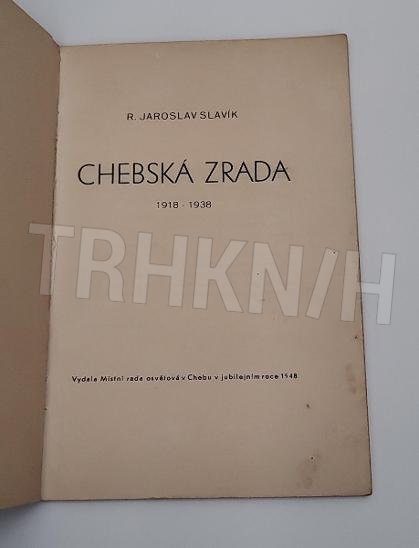 R. JAROSLAV SLAVÍK
CHEBSKÁ ZRADA
1918 - 1938
TRHKNIH
Vydala Místní rada osvětová v Chebu v jubilejním roce 1948